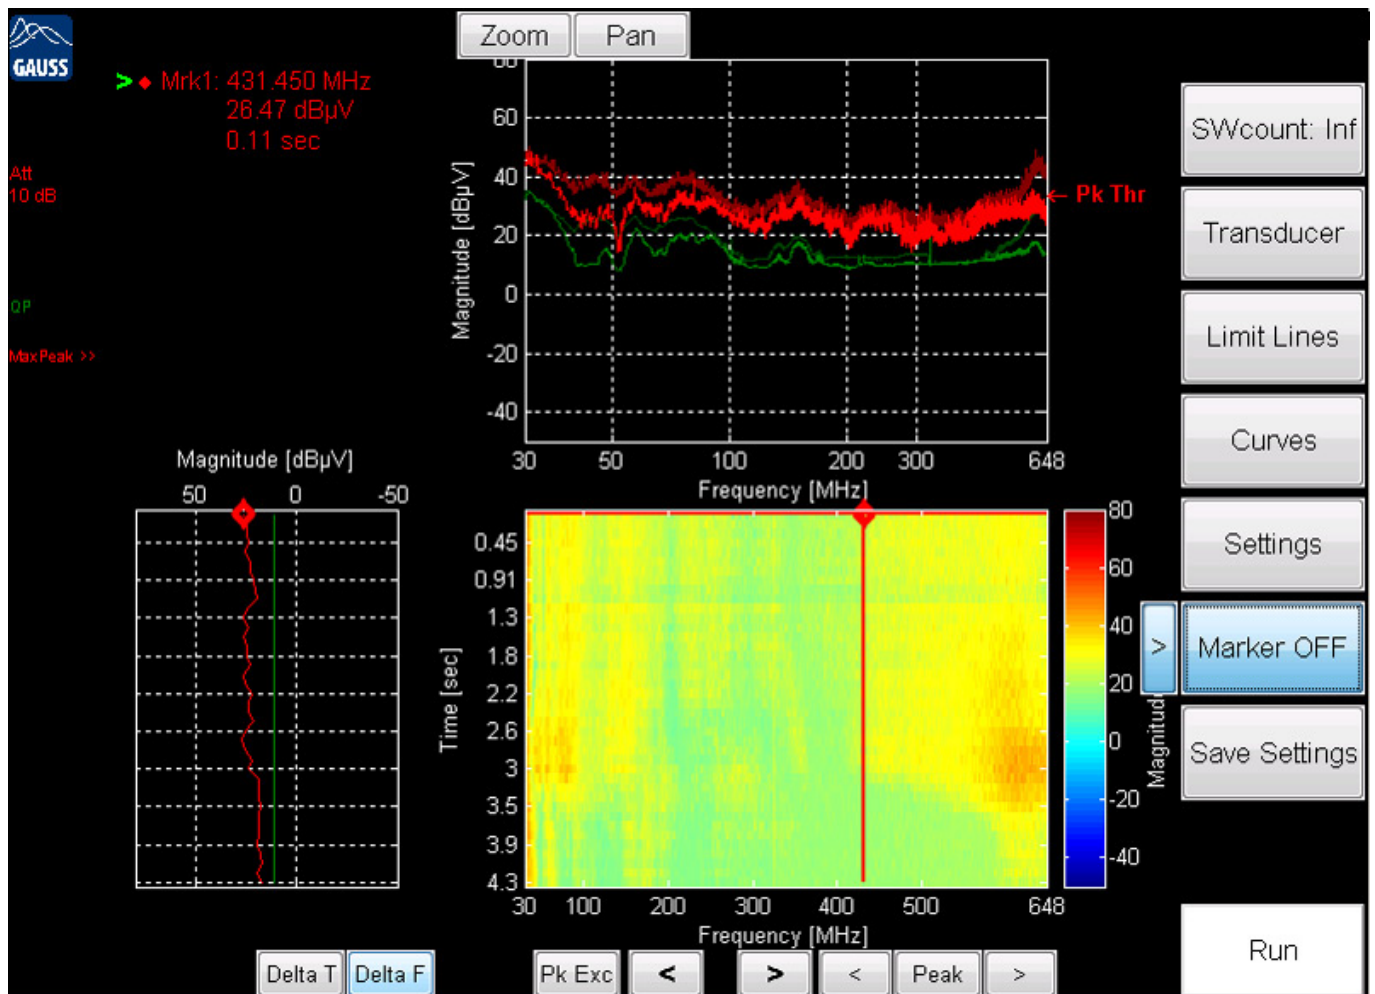 GAUSS
Zoom
Pan
> Mrk1: 431.450 MHz
26.47 dBµV
0.11 sec
Att
10 dB
QP
MaxPeak >>
Magnitude [dBµV]
60
40
20
0
-20
-40
← Pk Thr
30 50 100 200 300 648
Frequency [MHz]
Magnitude [dBµV]
50 0 -50
Time [sec]
0.45
0.91
1.3
1.8
2.2
2.6
3
3.5
3.9
4.3
30 100 200 300 400 500 648
Frequency [MHz]
80
60
40
20
0
-20
-40
SWcount: Inf
Transducer
Limit Lines
Curves
Settings
>
Marker OFF
Save Settings
Run
Delta T
Delta F
Pk Exc
<
>
<
Peak
>